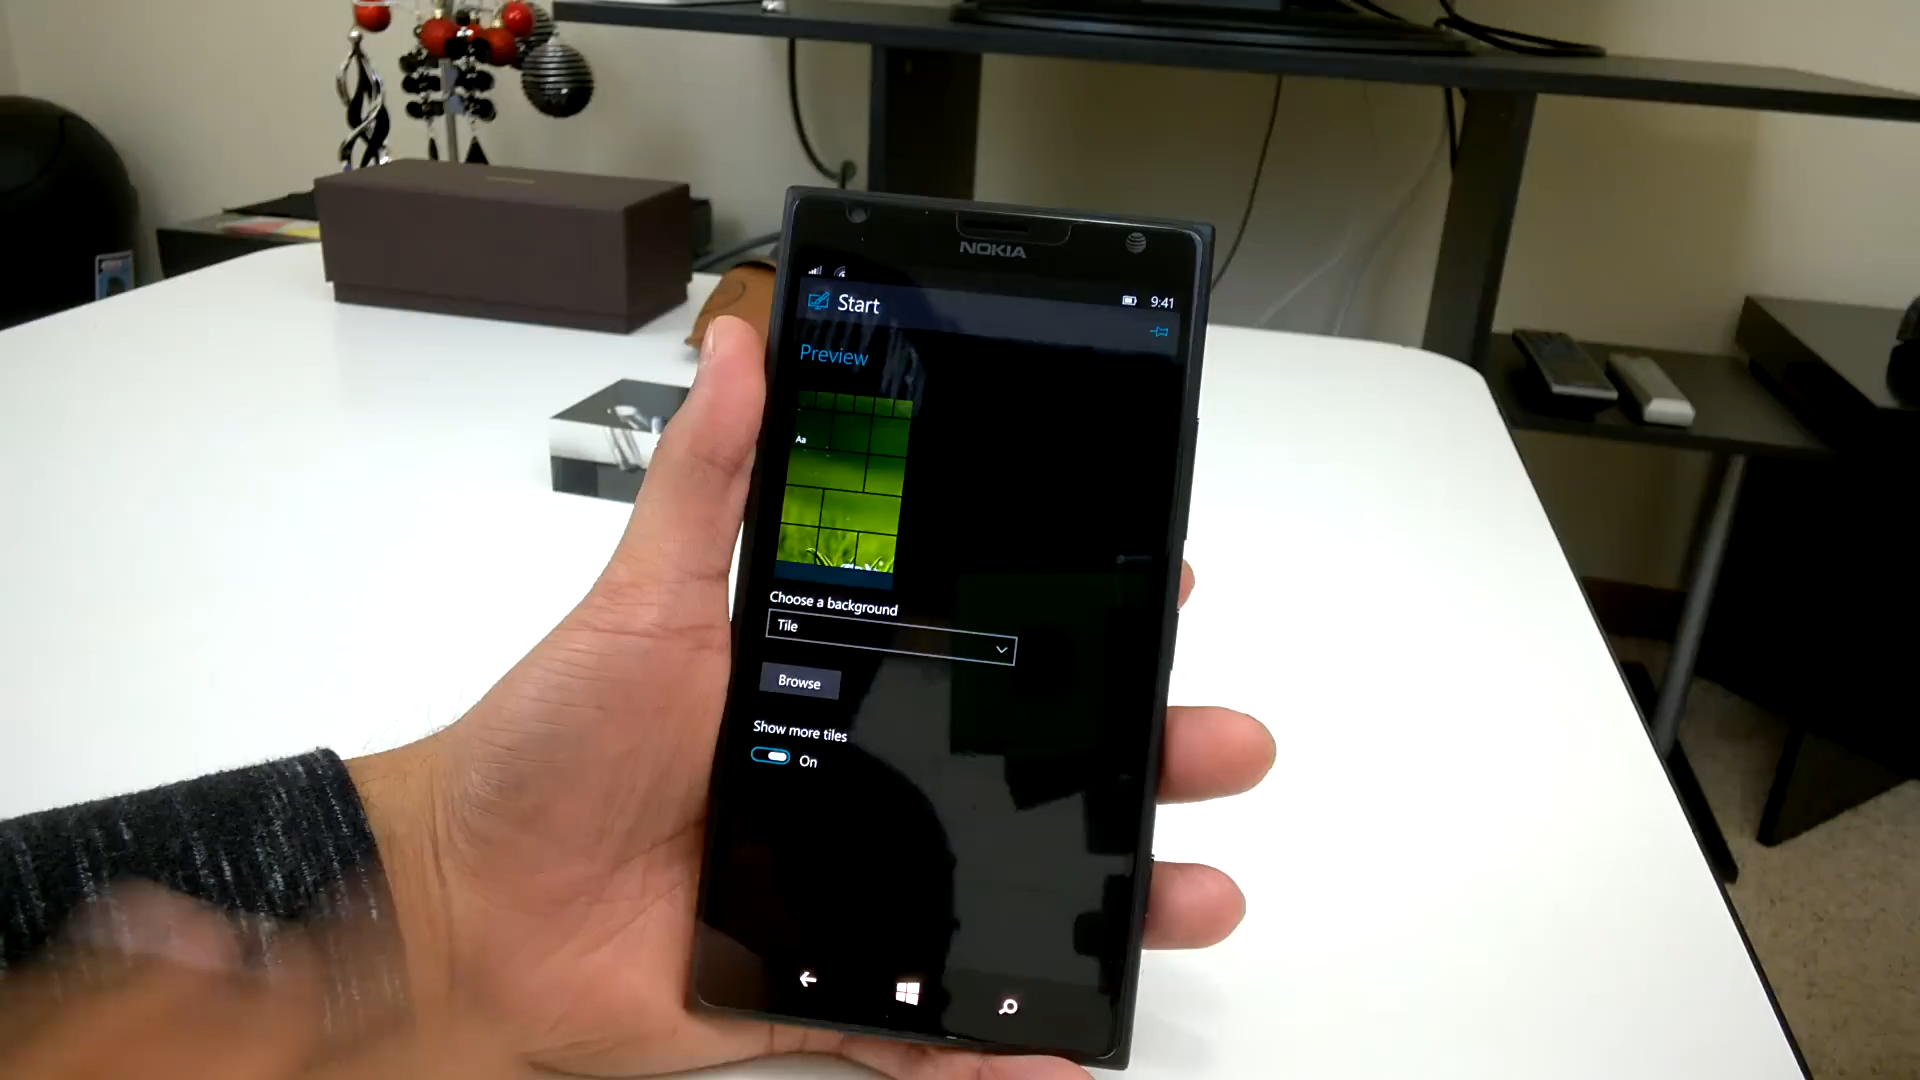 NOKIA
9:41
Start
Preview
Aa
Choose a background
Tile
Browse
Show more tiles
On